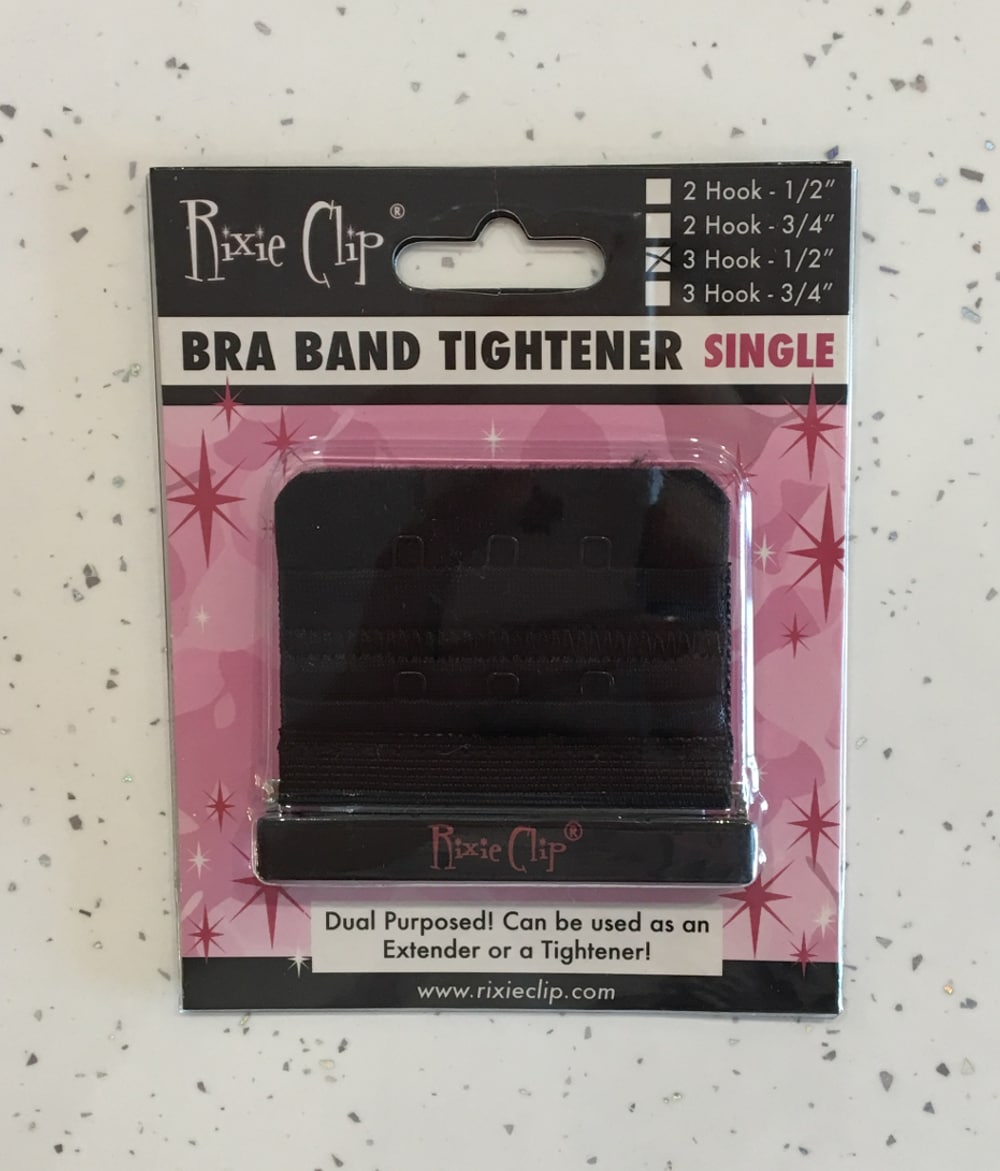 Rixie Clip®
2 Hook - 1/2"
2 Hook - 3/4"
3 Hook - 1/2"
3 Hook - 3/4"
BRA BAND TIGHTENER SINGLE
Rixie Clip®
Dual Purposed! Can be used as an
Extender or a Tightener!
www.rixieclip.com